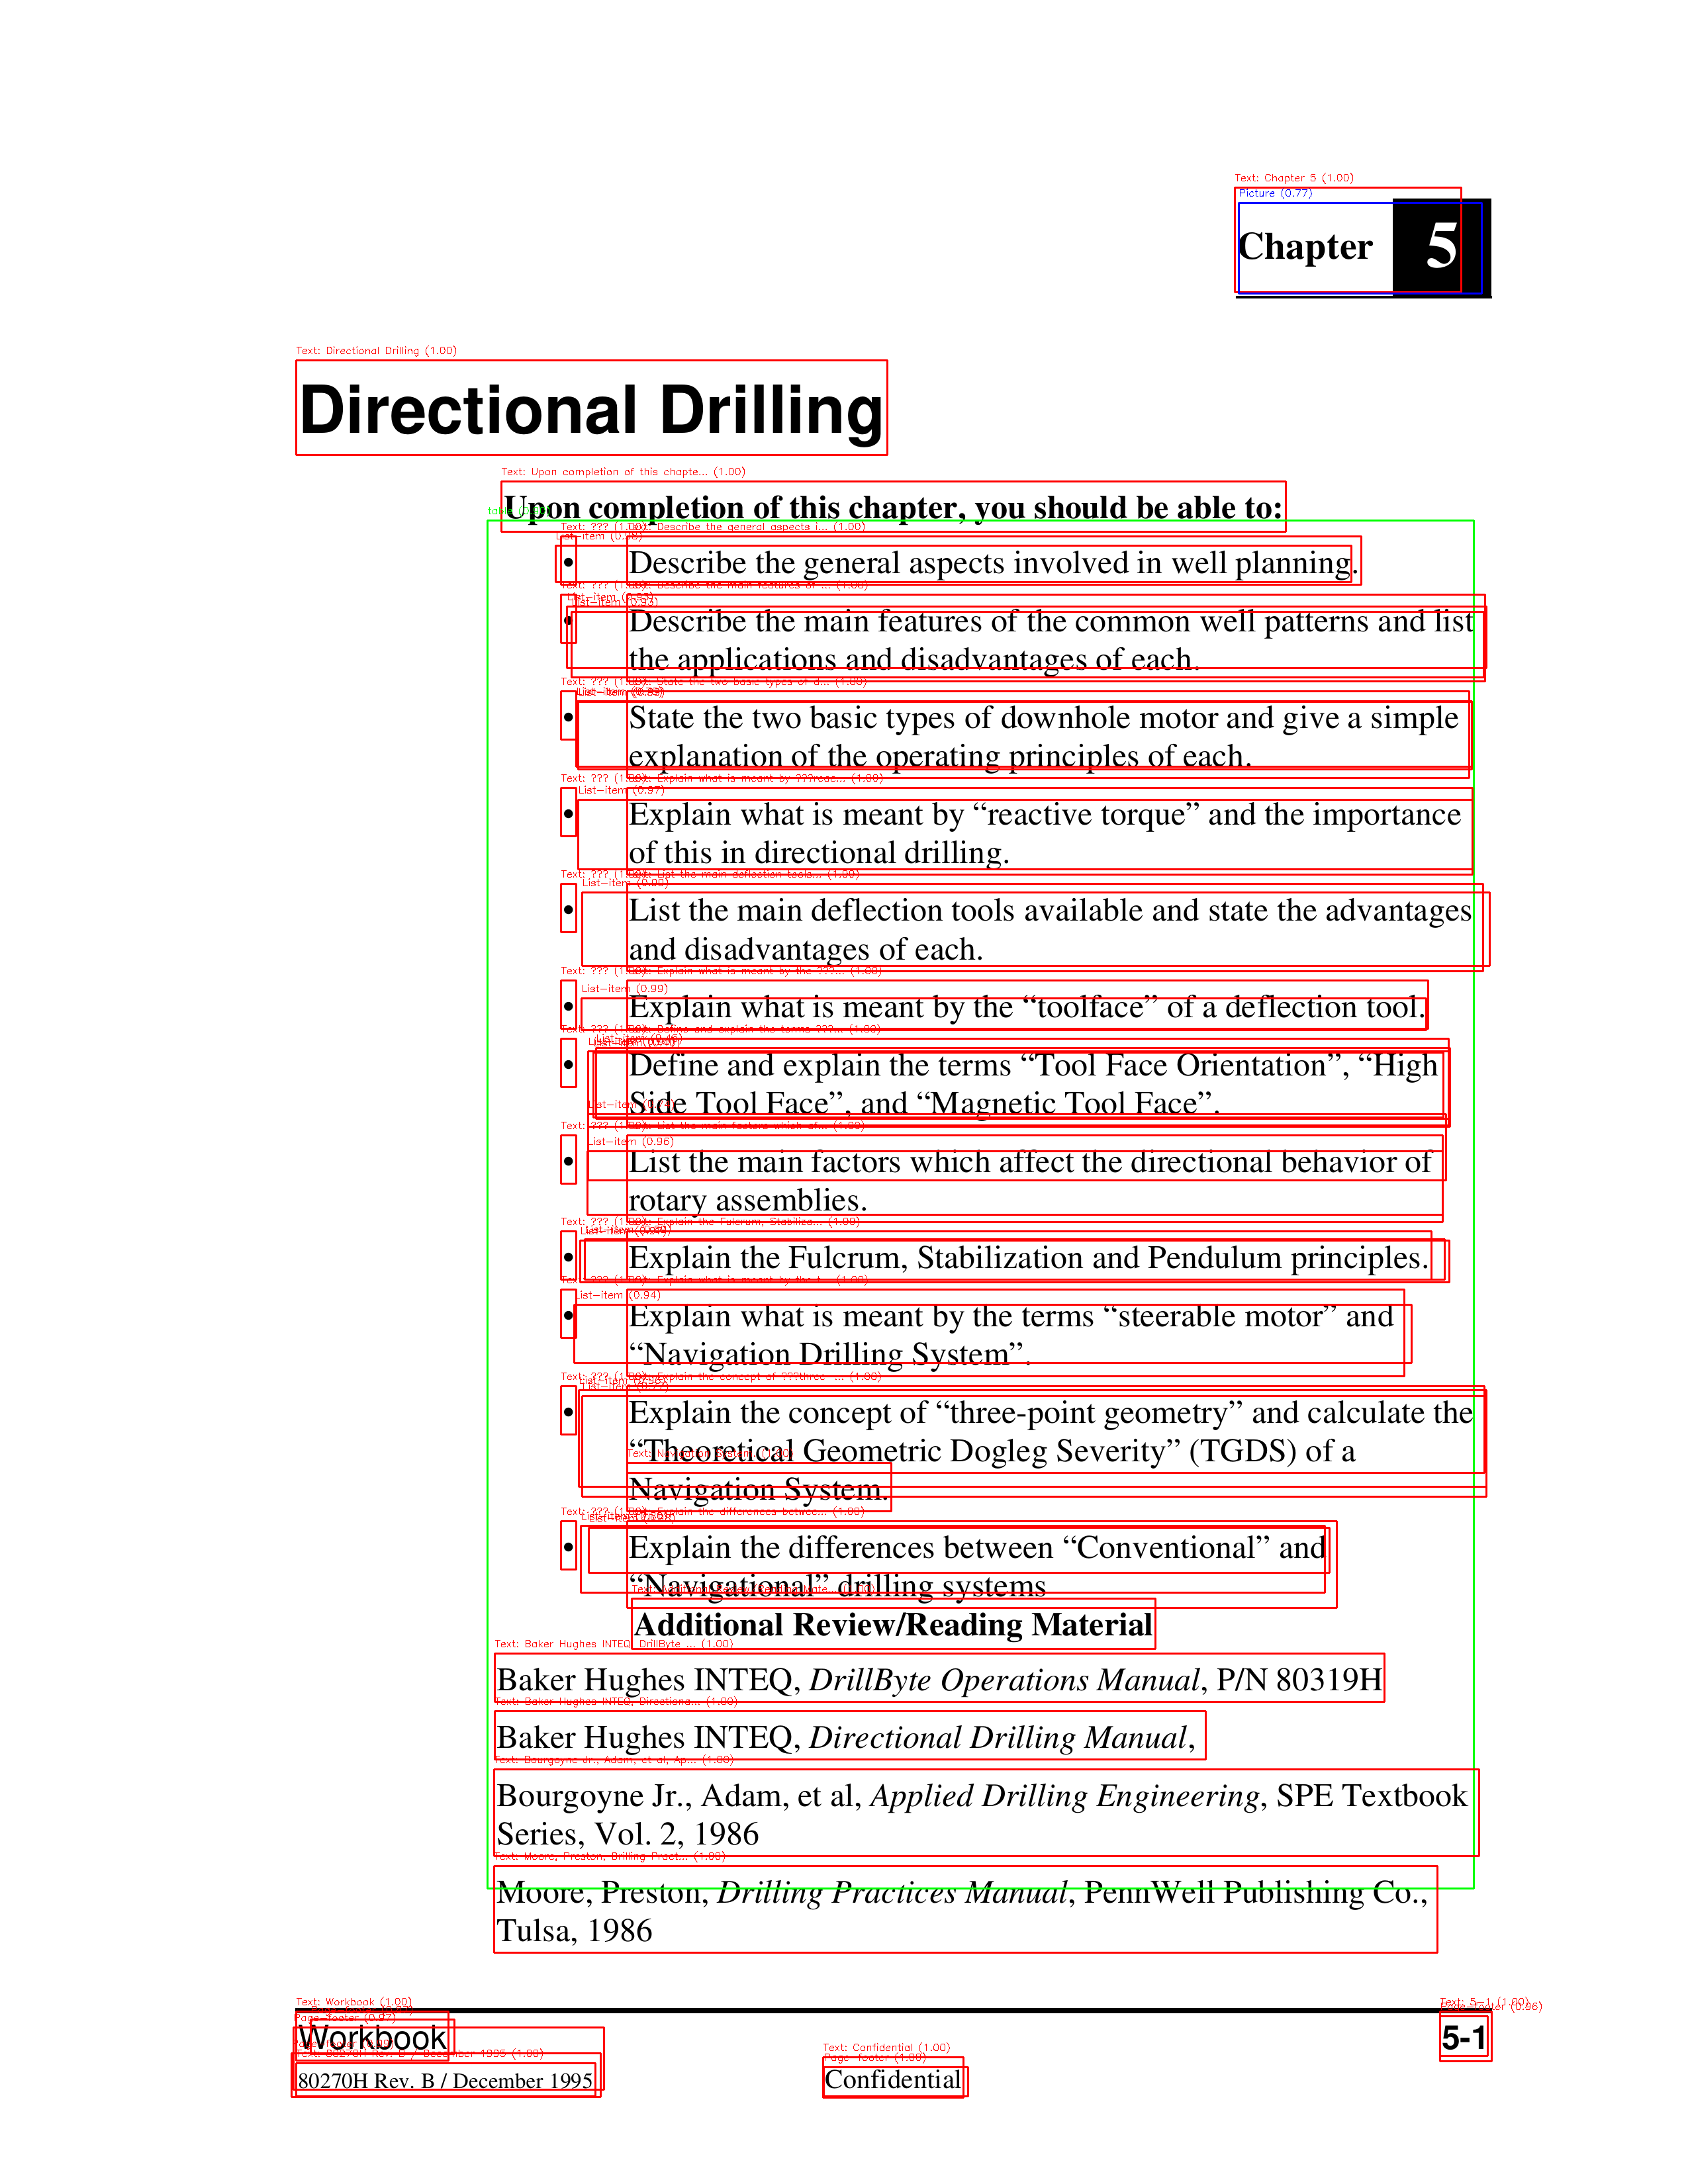 Chapter 5
Directional Drilling
Upon completion of this chapter, you should be able to:
• Describe the general aspects involved in well planning.
• Describe the main features of the common well patterns and list
the applications and disadvantages of each.
• State the two basic types of downhole motor and give a simple
explanation of the operating principles of each.
• Explain what is meant by “reactive torque” and the importance
of this in directional drilling.
• List the main deflection tools available and state the advantages
and disadvantages of each.
• Explain what is meant by the “toolface” of a deflection tool.
• Define and explain the terms “Tool Face Orientation”, “High
Side Tool Face”, and “Magnetic Tool Face”.
• List the main factors which affect the directional behavior of
rotary assemblies.
• Explain the Fulcrum, Stabilization and Pendulum principles.
• Explain what is meant by the terms “steerable motor” and
“Navigation Drilling System”.
• Explain the concept of “three-point geometry” and calculate the
“Theoretical Geometric Dogleg Severity” (TGDS) of a
Navigation System.
• Explain the differences between “Conventional” and
“Navigational” drilling systems
Additional Review/Reading Material
Baker Hughes INTEQ, DrillByte Operations Manual, P/N 80319H
Baker Hughes INTEQ, Directional Drilling Manual,
Bourgoyne Jr., Adam, et al, Applied Drilling Engineering, SPE Textbook
Series, Vol. 2, 1986
Moore, Preston, Drilling Practices Manual, PennWell Publishing Co.,
Tulsa, 1986
Workbook 5-1
80270H Rev. B / December 1995 Confidential